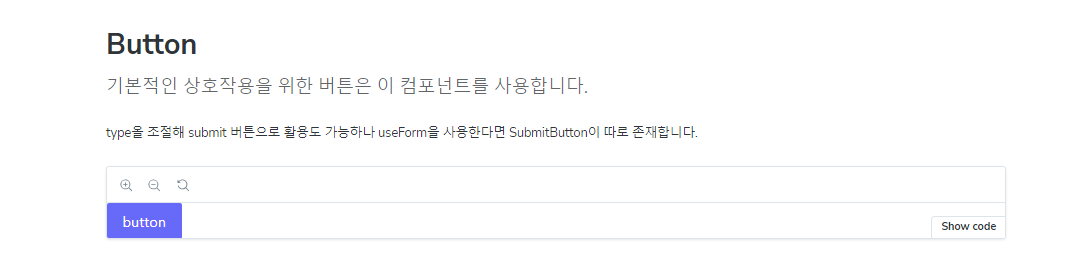 Button
기본적인 상호작용을 위한 버튼은 이 컴포넌트를 사용합니다.
type을 조절해 submit 버튼으로 활용도 가능하나 useForm을 사용한다면 SubmitButton이 따로 존재합니다.
button
Show code